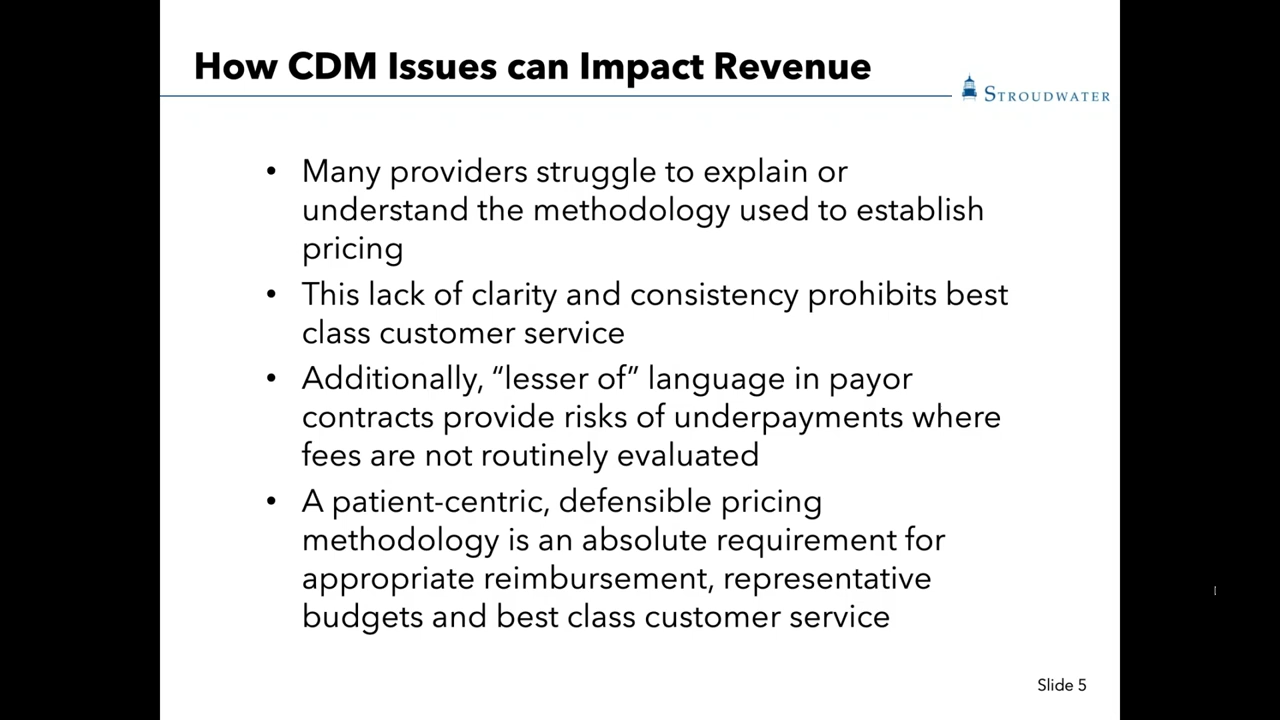 How CDM Issues can Impact Revenue
STROUDWATER
• Many providers struggle to explain or
understand the methodology used to establish
pricing
• This lack of clarity and consistency prohibits best
class customer service
• Additionally, “lesser of” language in payor
contracts provide risks of underpayments where
fees are not routinely evaluated
• A patient-centric, defensible pricing
methodology is an absolute requirement for
appropriate reimbursement, representative
budgets and best class customer service
Slide 5